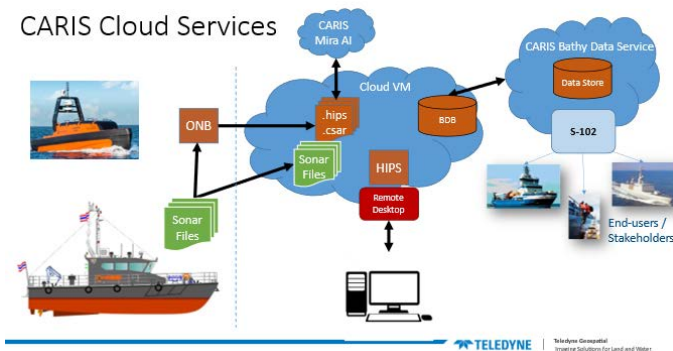 CARIS Cloud Services
CARIS
Mira AI
CARIS Bathy Data Service
Cloud VM
Data Store
ONB
.hips
.csar
BDB
S-102
Sonar
Files
HIPS
Sonar
Files
Remote
Desktop
End-users /
Stakeholders
TELEDYNE
Teledyne Geospatial
Imaging Solutions for Land and Water